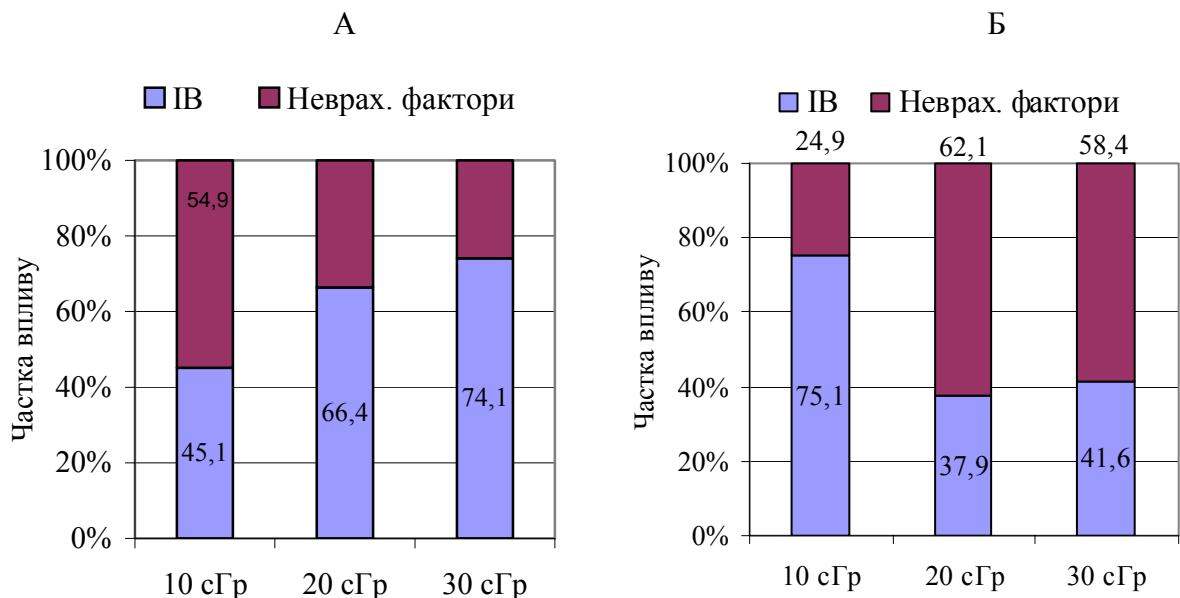 А
ІВ Неврах. фактори
Частка впливу
100%
80%
60%
40%
20%
0%
54,9
45,1
66,4
74,1
10 сГр 20 сГр 30 сГр
Б
ІВ Неврах. фактори
24,9 62,1 58,4
Частка впливу
100%
80%
60%
40%
20%
0%
75,1
37,9
41,6
10 сГр 20 сГр 30 сГр